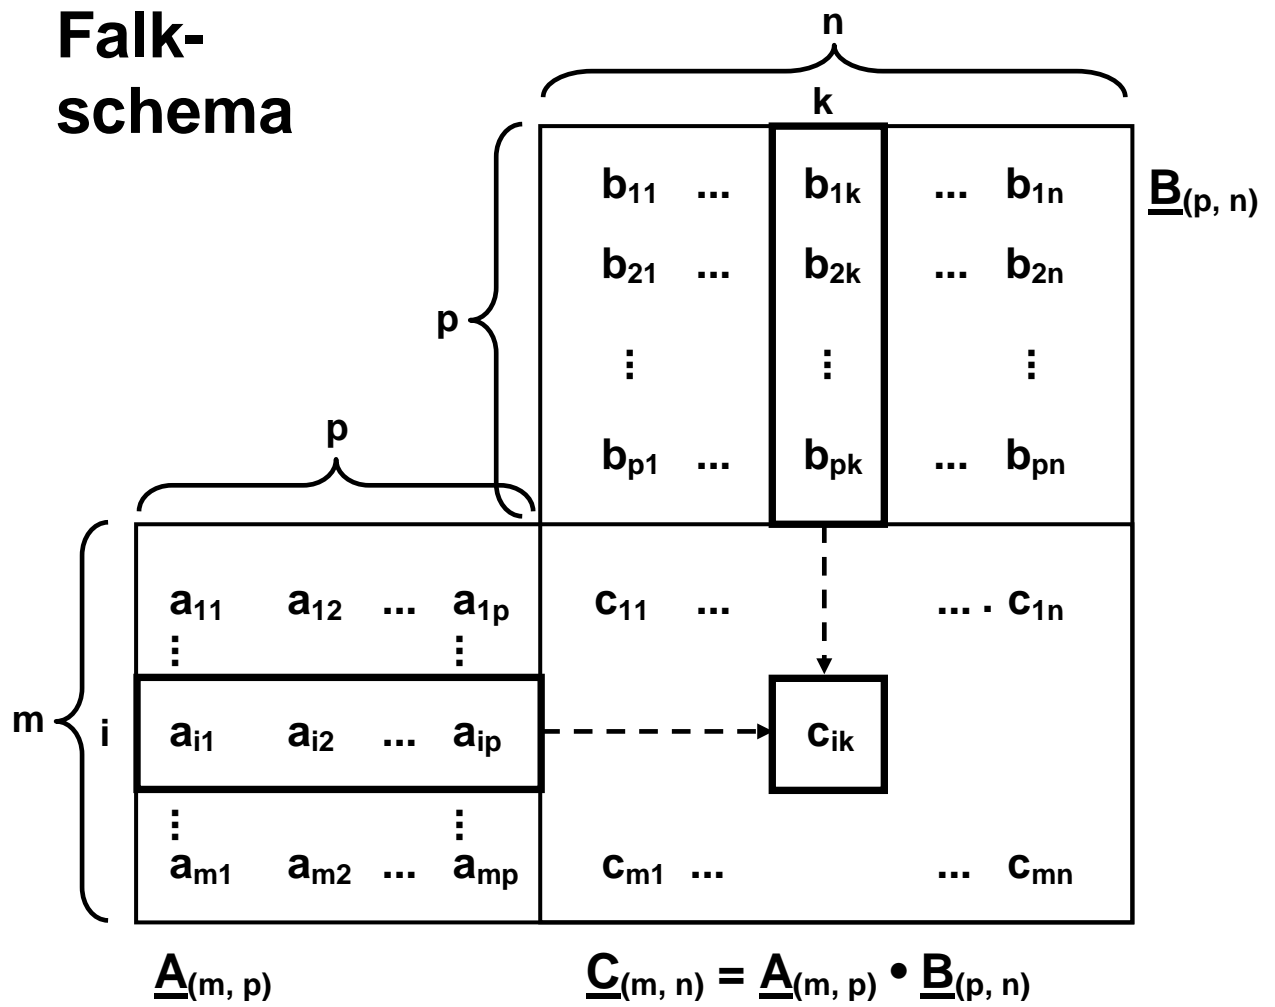 Falk-
schema
n
k
b11 ... b1k ... b1n
B(p, n)
b21 ... b2k ... b2n
p
⋮ ⋮ ⋮
bp1 ... bpk ... bpn
p
a11 a12 ... a1p c11 ... ... . c1n
⋮ ⋮
m i ai1 ai2 ... aip cik
⋮ ⋮
am1 am2 ... amp cm1 ... ... cmn
A(m, p) C(m, n) = A(m, p) • B(p, n)